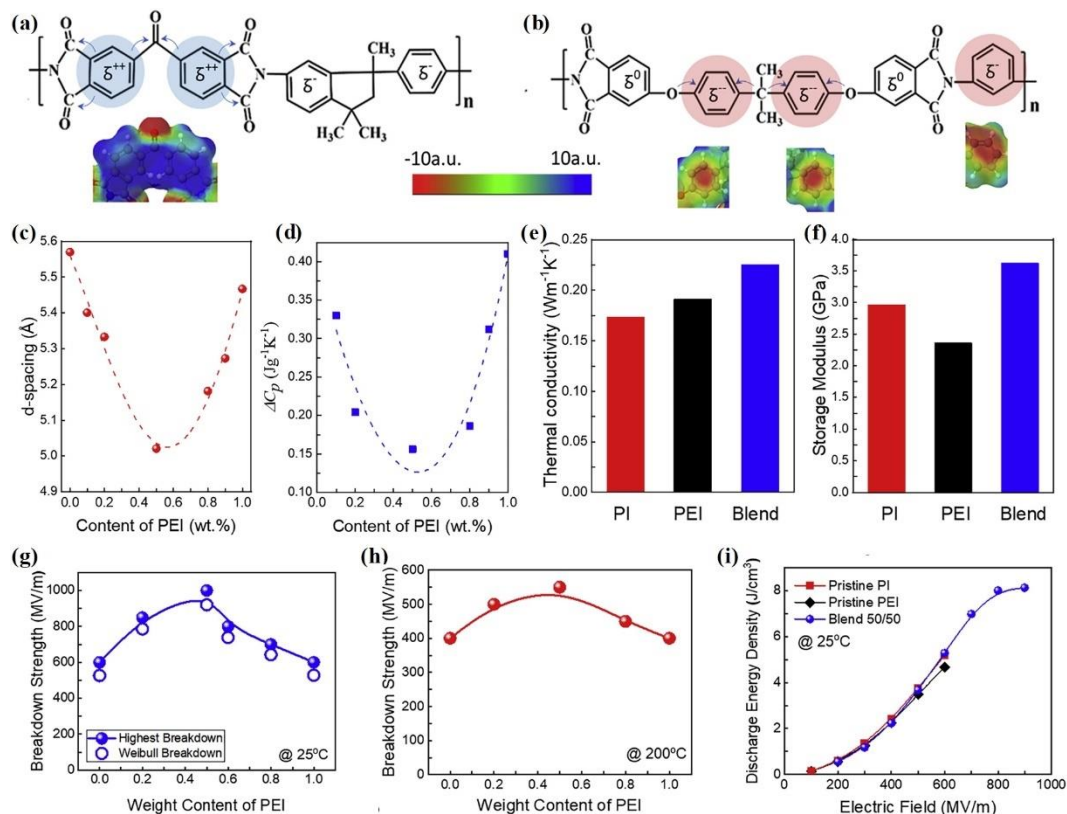 (a)
O O O
δ++ δ++
N N
O O
δ- δ-
CH₃
H₃C CH₃
n
(b)
O O
N N
δ0 δ-- δ-- δ0 δ-
O O
CH₃
CH₃
O O
n
-10a.u. 10a.u.
(c)
5.6
5.5
5.4
5.3
5.2
5.1
5.0
4.9
d-spacing (Å)
0.0 0.2 0.4 0.6 0.8 1.0
Content of PEI (wt.%)
(d)
0.40
0.35
0.30
0.25
0.20
0.15
0.10
ΔCp (Jg⁻¹K⁻¹)
0.0 0.2 0.4 0.6 0.8 1.0
Content of PEI (wt.%)
(e)
0.25
0.20
0.15
0.10
0.05
0.00
Thermal conductivity (Wm⁻¹K⁻¹)
PI PEI Blend
(f)
4.0
3.5
3.0
2.5
2.0
1.5
1.0
0.5
0.0
Storage Modulus (GPa)
PI PEI Blend
(g)
1000
800
600
400
200
0
Breakdown Strength (MV/m)
Highest Breakdown
Weibull Breakdown
@ 25°C
0.0 0.2 0.4 0.6 0.8 1.0
Weight Content of PEI
(h)
600
500
400
300
200
100
0
Breakdown Strength (MV/m)
@ 200°C
0.0 0.2 0.4 0.6 0.8 1.0
Weight Content of PEI
(i)
8
6
4
2
0
Discharge Energy Density (J/cm³)
Pristine PI
Pristine PEI
Blend 50/50
@ 25°C
0 200 400 600 800 1000
Electric Field (MV/m)